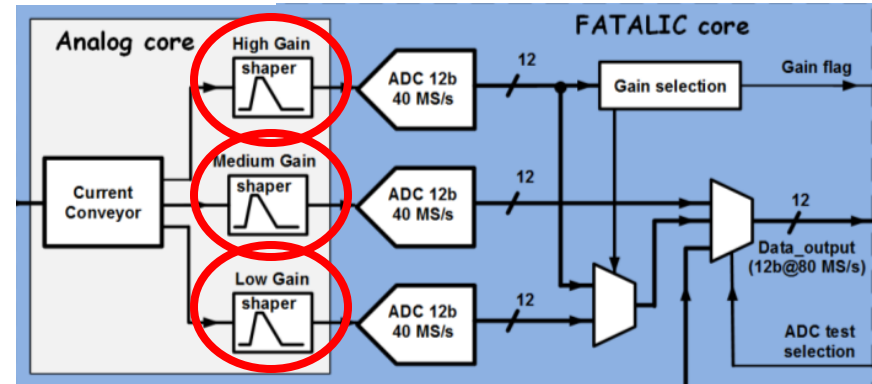 FATALIC core
Analog core
High Gain
shaper
ADC 12b
40 MS/s
12
Gain selection
Gain flag
Medium Gain
shaper
ADC 12b
40 MS/s
12
Current
Conveyor
12
Data_output
(12b@80 MS/s)
Low Gain
shaper
ADC 12b
40 MS/s
12
ADC test
selection